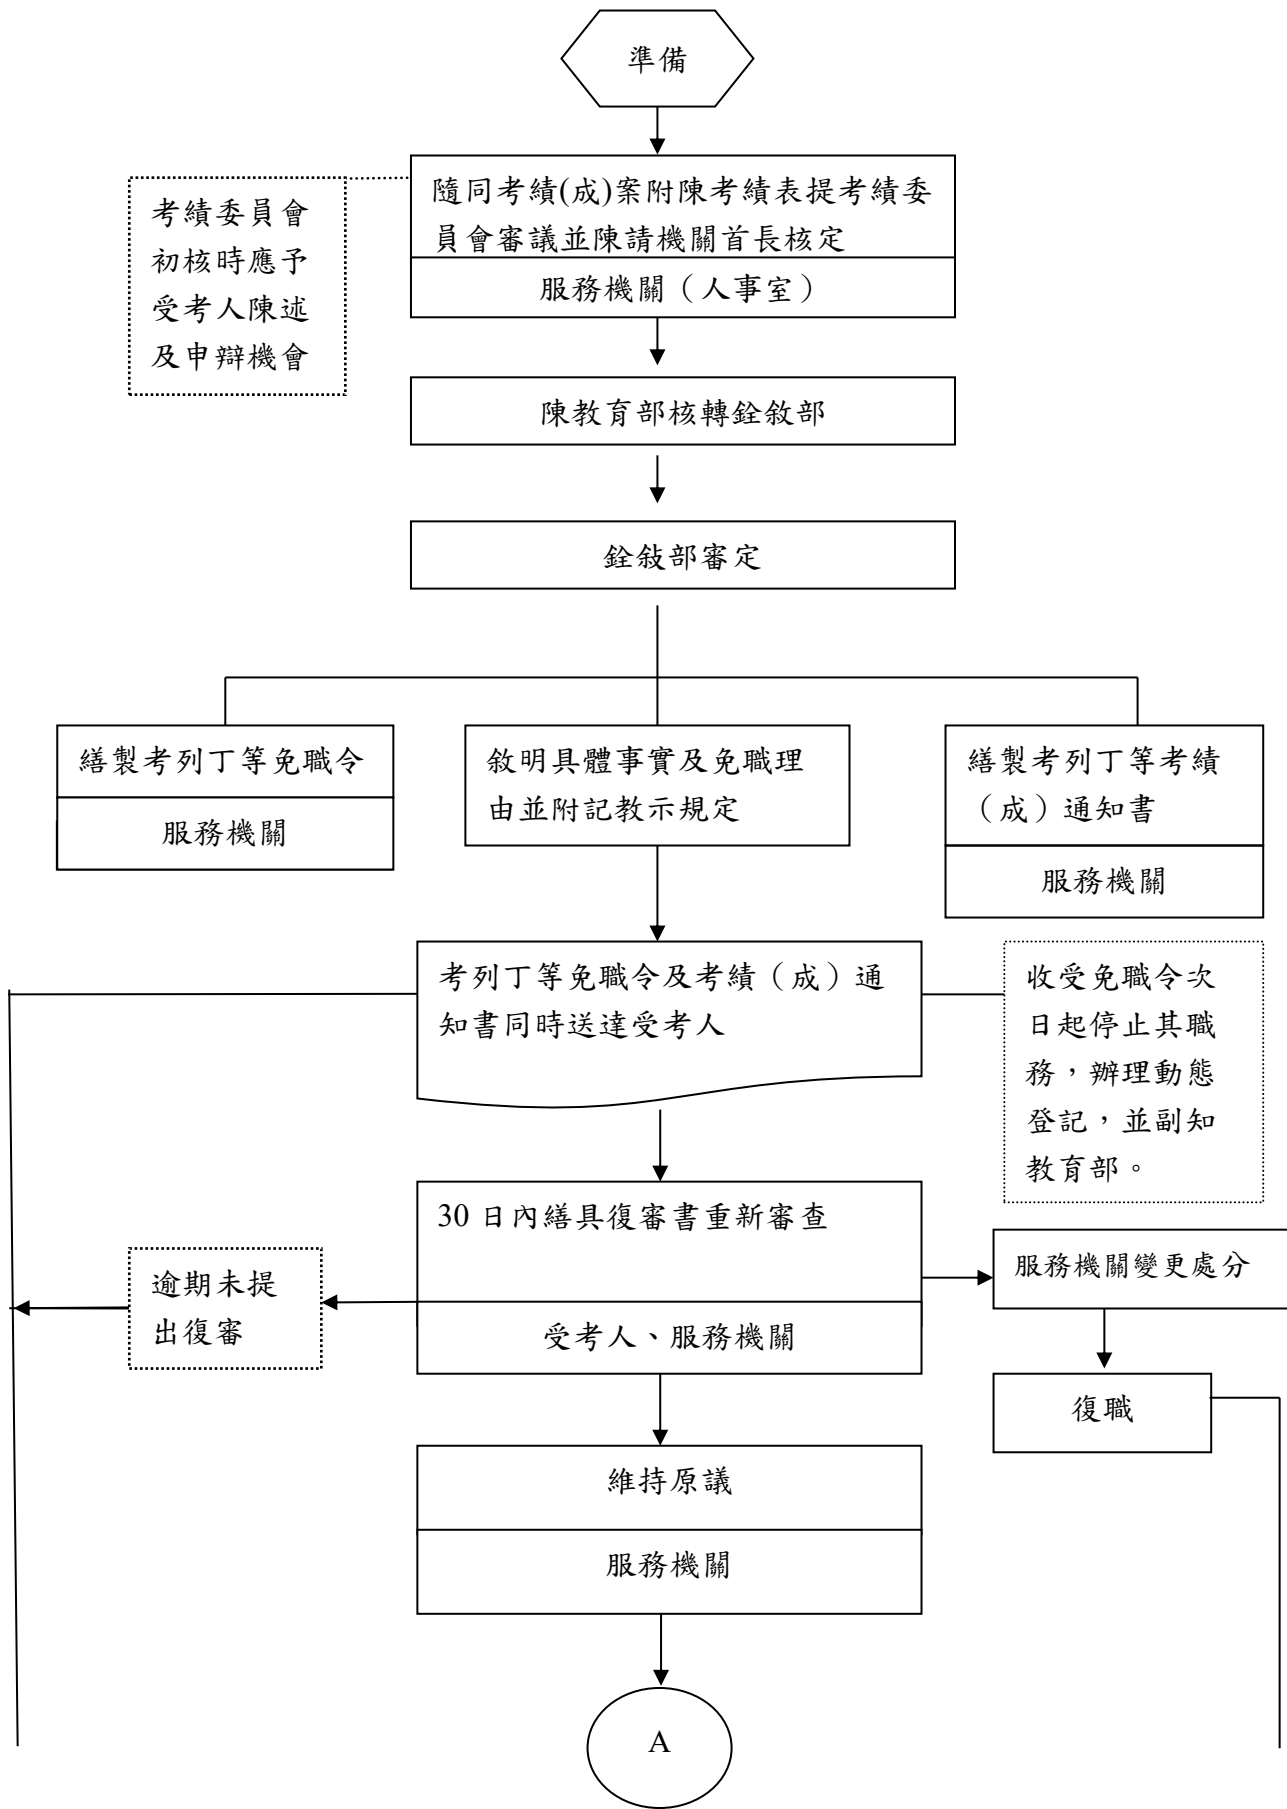 準備
隨同考績(成)案附陳考績表提考績委
員會審議並陳請機關首長核定
服務機關（人事室）
考績委員會
初核時應予
受考人陳述
及申辯機會
陳教育部核轉銓敘部
銓敍部審定
繕製考列丁等免職令
服務機關
敘明具體事實及免職理
由並附記教示規定
繕製考列丁等考績
（成）通知書
服務機關
考列丁等免職令及考績（成）通
知書同時送達受考人
收受免職令次
日起停止其職
務，辦理動態
登記，並副知
教育部。
30 日內繕具復審書重新審查
受考人、服務機關
逾期未提
出復審
服務機關變更處分
復職
維持原議
服務機關
A